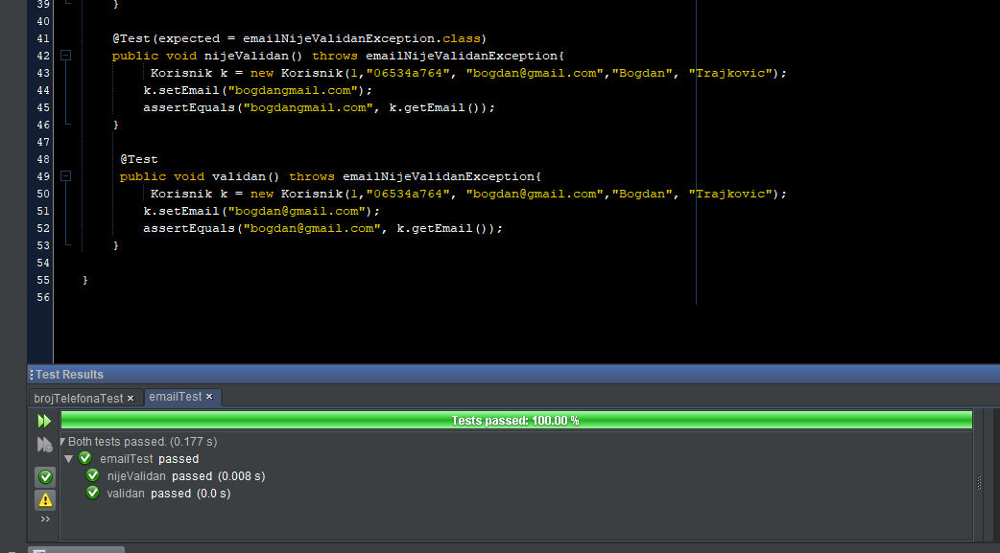 39 }
40
41 @Test(expected = emailNijeValidanException.class)
42 public void nijeValidan() throws emailNijeValidanException{
43 Korisnik k = new Korisnik(1,"06534a764", "bogdan@gmail.com","Bogdan", "Trajkovic");
44 k.setEmail("bogdangmail.com");
45 assertEquals("bogdangmail.com", k.getEmail());
46 }
47
48 @Test
49 public void validan() throws emailNijeValidanException{
50 Korisnik k = new Korisnik(1,"06534a764", "bogdan@gmail.com","Bogdan", "Trajkovic");
51 k.setEmail("bogdan@gmail.com");
52 assertEquals("bogdan@gmail.com", k.getEmail());
53 }
54
55 }
56
Test Results
brojTelefonaTest × emailTest ×
Tests passed: 100.00 %
Both tests passed. (0.177 s)
emailTest passed
nijeValidan passed (0.008 s)
validan passed (0.0 s)